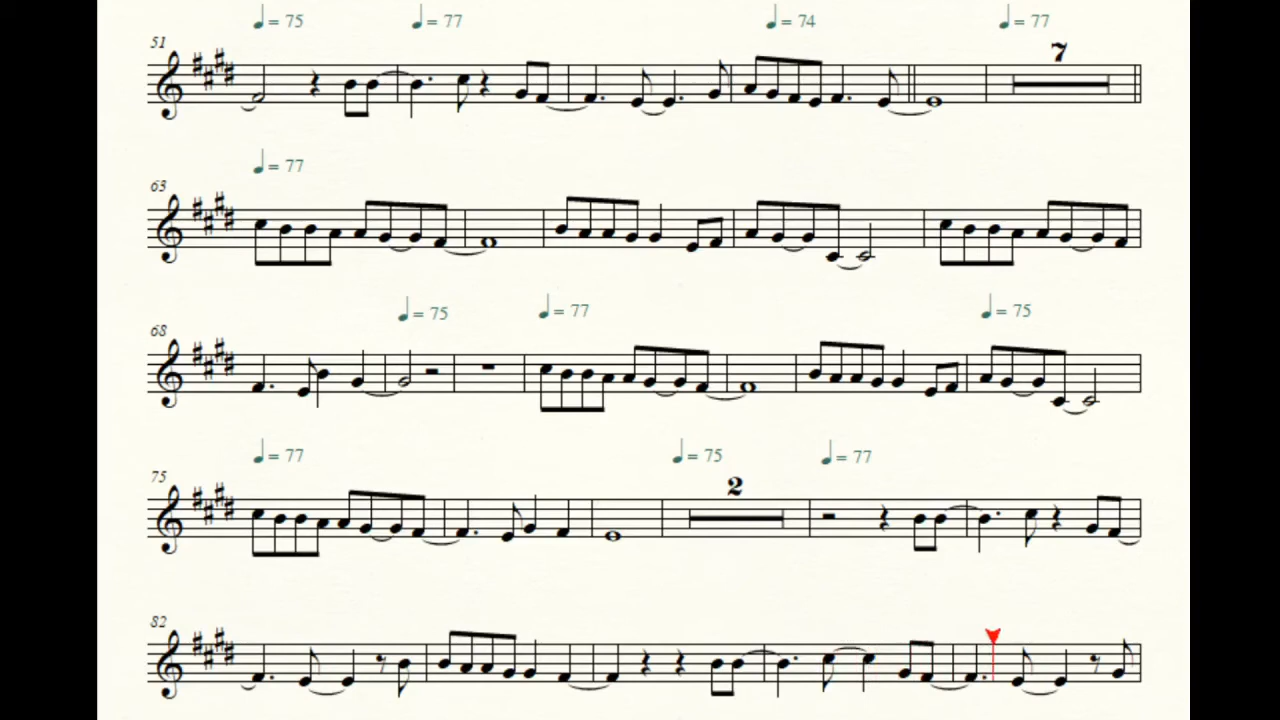 ♩= 75 ♩= 77 ♩= 74 ♩= 77
51 7
♩= 77
63
♩= 75 ♩= 77 ♩= 75
68
♩= 77 ♩= 75 ♩= 77
75 2
82